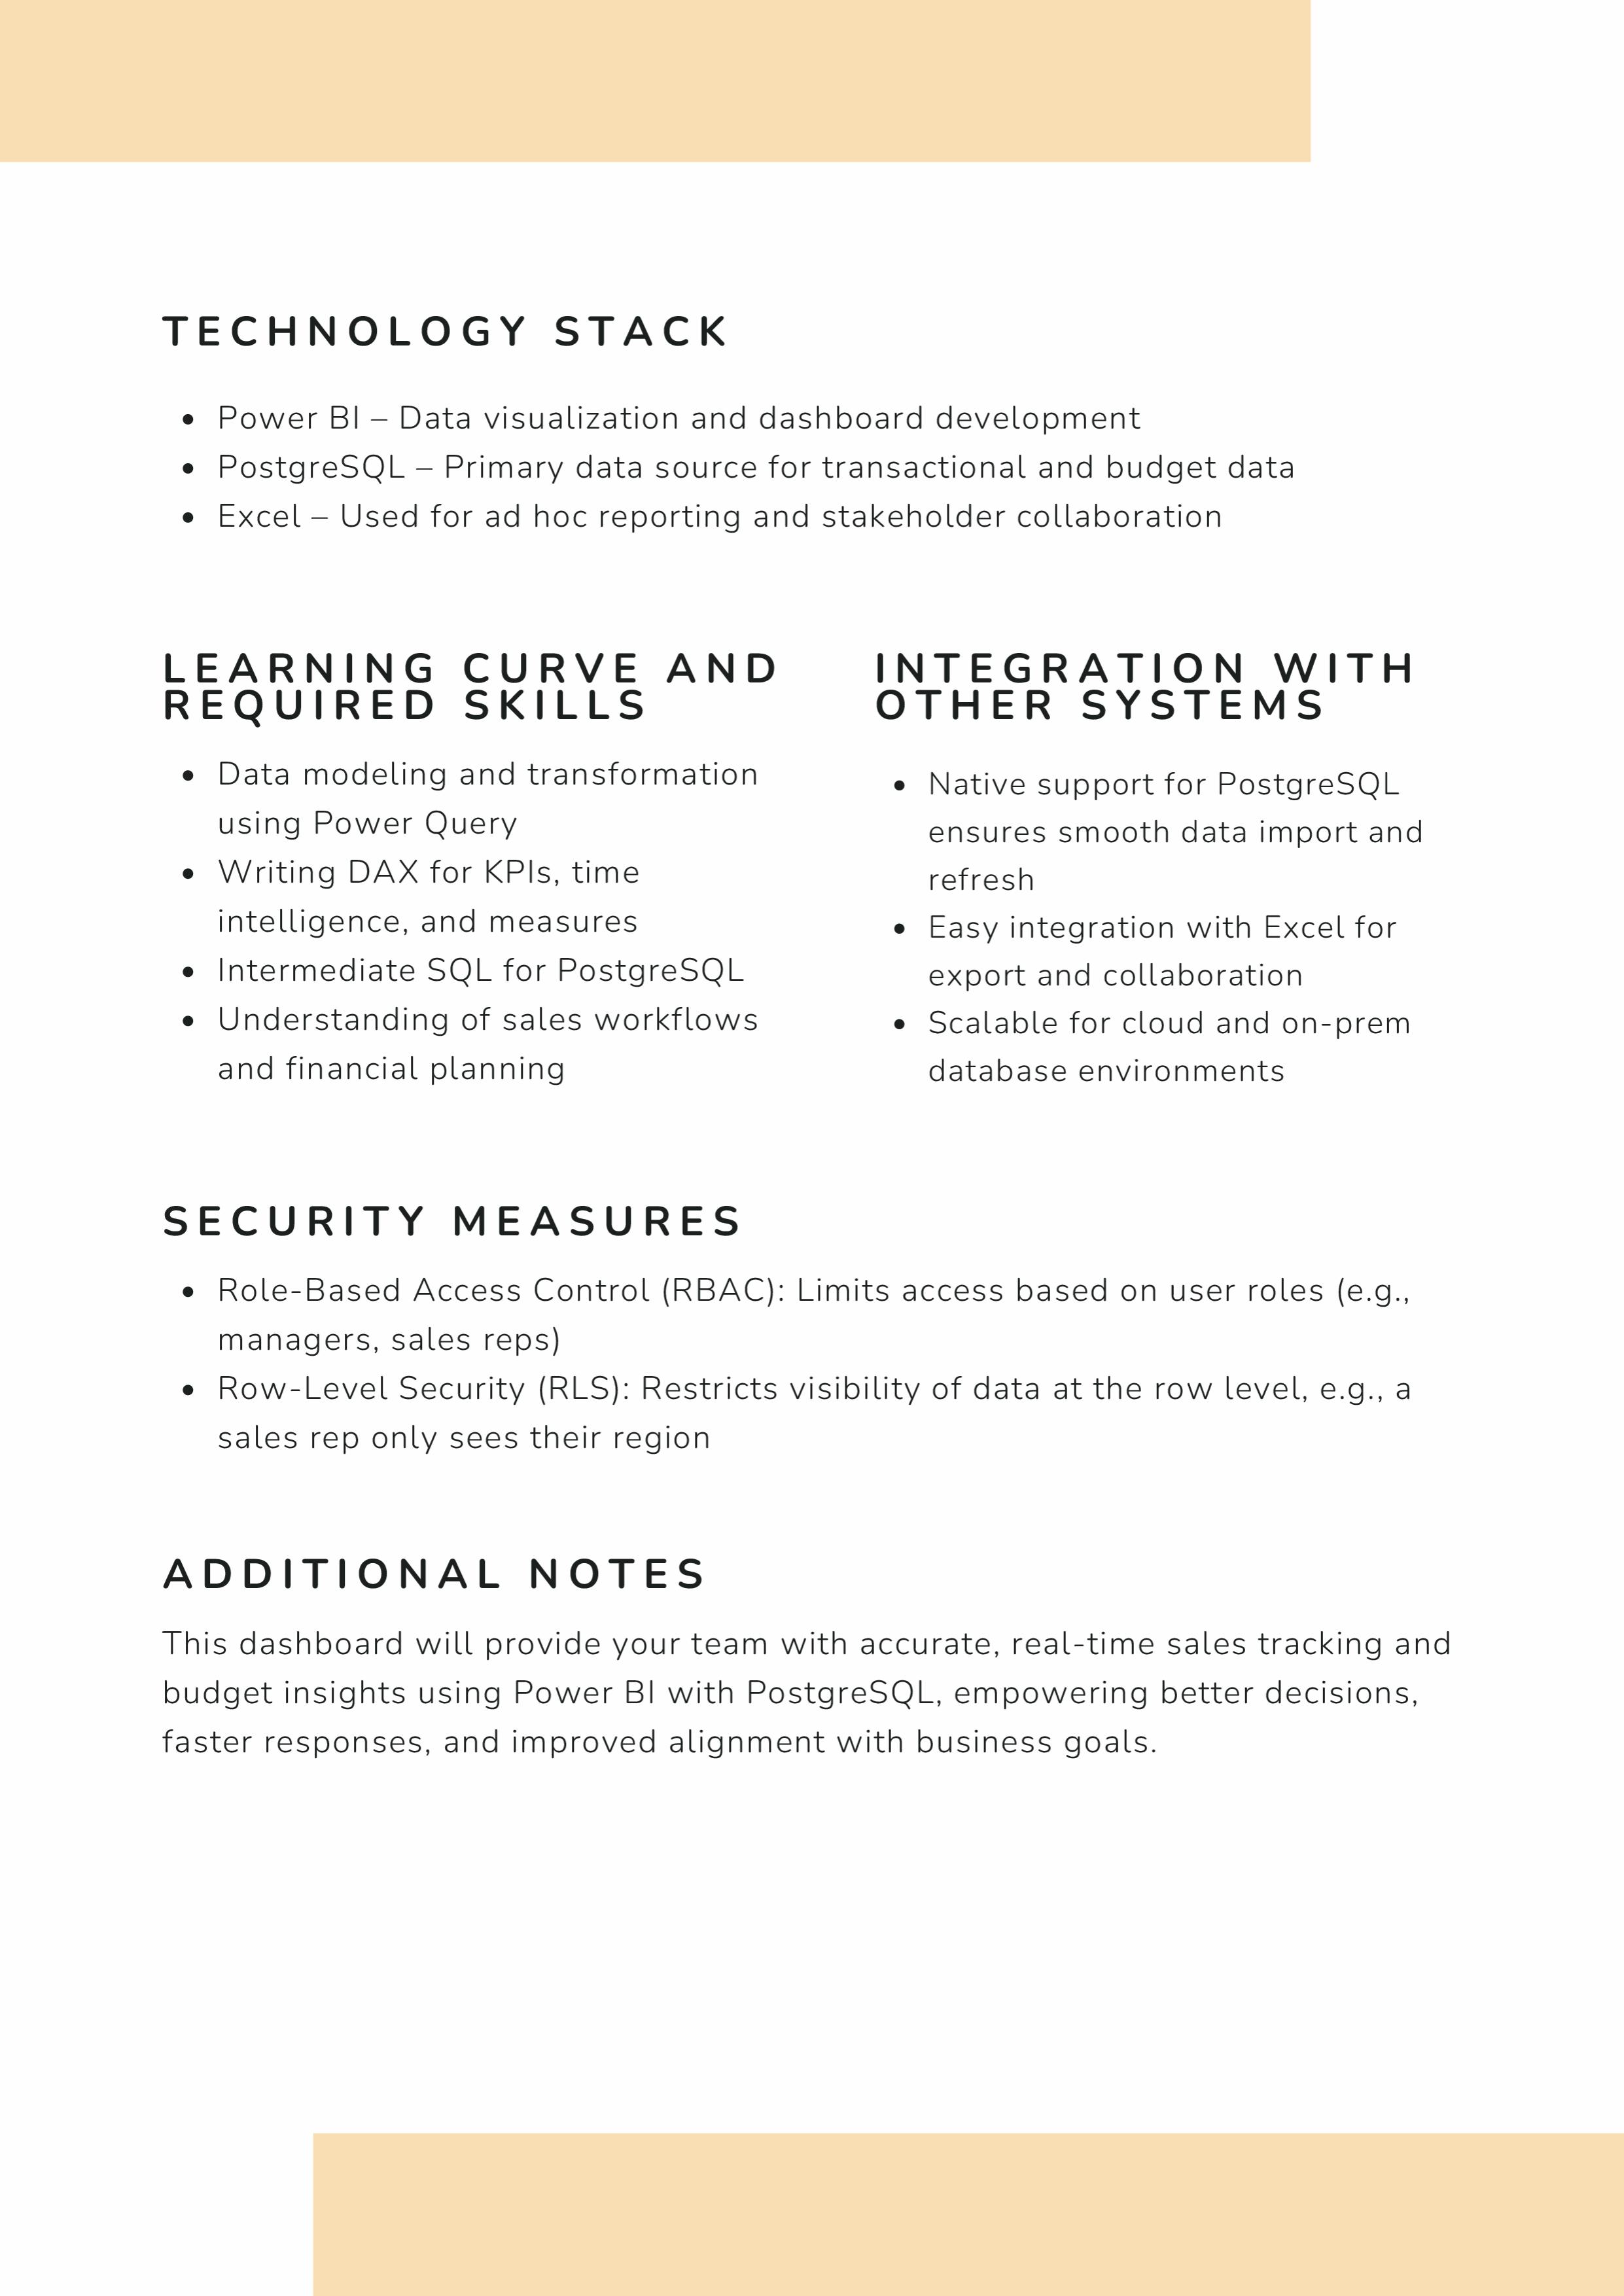 TECHNOLOGY STACK
• Power BI – Data visualization and dashboard development
• PostgreSQL – Primary data source for transactional and budget data
• Excel – Used for ad hoc reporting and stakeholder collaboration
LEARNING CURVE AND
REQUIRED SKILLS
• Data modeling and transformation
using Power Query
• Writing DAX for KPIs, time
intelligence, and measures
• Intermediate SQL for PostgreSQL
• Understanding of sales workflows
and financial planning
INTEGRATION WITH
OTHER SYSTEMS
• Native support for PostgreSQL
ensures smooth data import and
refresh
• Easy integration with Excel for
export and collaboration
• Scalable for cloud and on-prem
database environments
SECURITY MEASURES
• Role-Based Access Control (RBAC): Limits access based on user roles (e.g.,
managers, sales reps)
• Row-Level Security (RLS): Restricts visibility of data at the row level, e.g., a
sales rep only sees their region
ADDITIONAL NOTES
This dashboard will provide your team with accurate, real-time sales tracking and
budget insights using Power BI with PostgreSQL, empowering better decisions,
faster responses, and improved alignment with business goals.